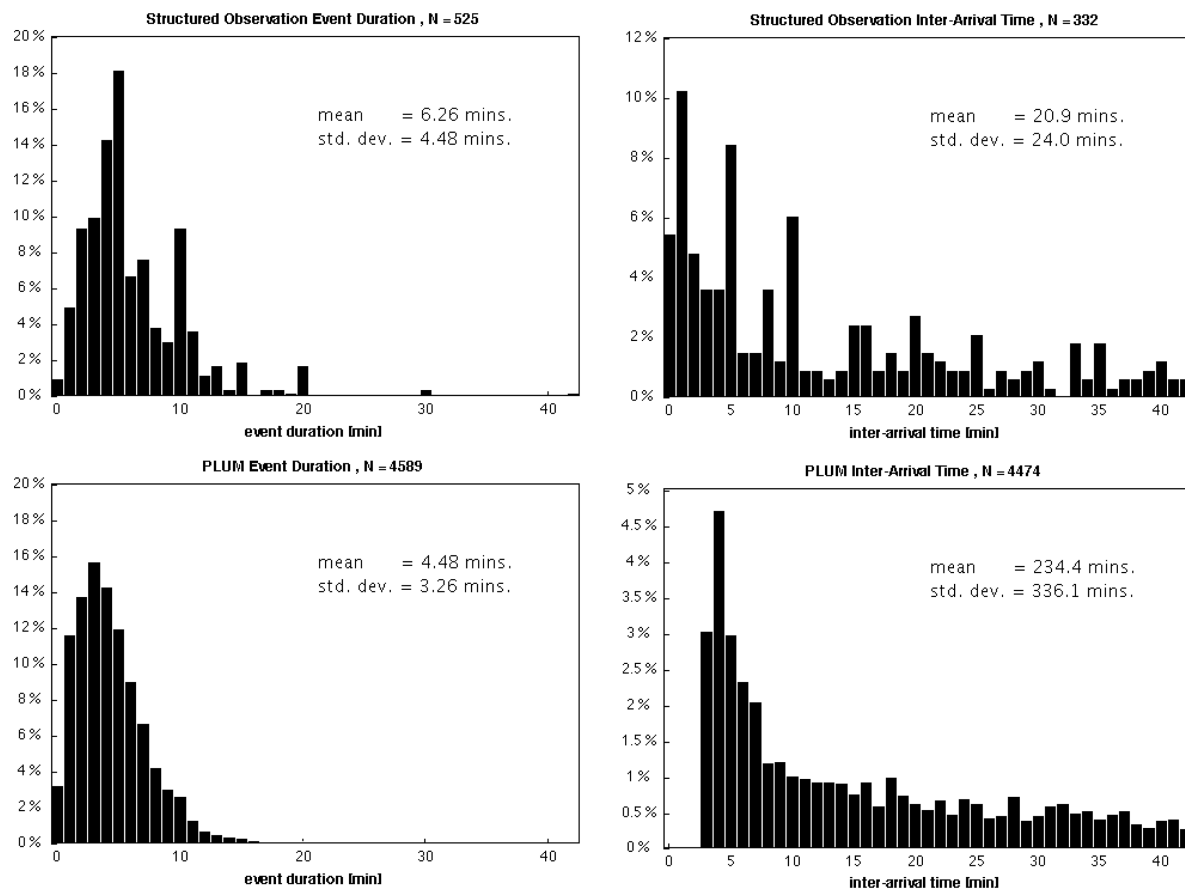 Structured Observation Event Duration , N = 525
20 %
18 %
16 %
14 %
12 %
10 %
8 %
6 %
4 %
2 %
0 %
mean = 6.26 mins.
std. dev. = 4.48 mins.
0 10 20 30 40
event duration [min]
Structured Observation Inter-Arrival Time , N = 332
12 %
10 %
8 %
6 %
4 %
2 %
0 %
mean = 20.9 mins.
std. dev. = 24.0 mins.
0 5 10 15 20 25 30 35 40
inter-arrival time [min]
PLUM Event Duration , N = 4589
20 %
18 %
16 %
14 %
12 %
10 %
8 %
6 %
4 %
2 %
0 %
mean = 4.48 mins.
std. dev. = 3.26 mins.
0 10 20 30 40
event duration [min]
PLUM Inter-Arrival Time , N = 4474
5 %
4.5 %
4 %
3.5 %
3 %
2.5 %
2 %
1.5 %
1 %
0.5 %
0 %
mean = 234.4 mins.
std. dev. = 336.1 mins.
0 5 10 15 20 25 30 35 40
inter-arrival time [min]